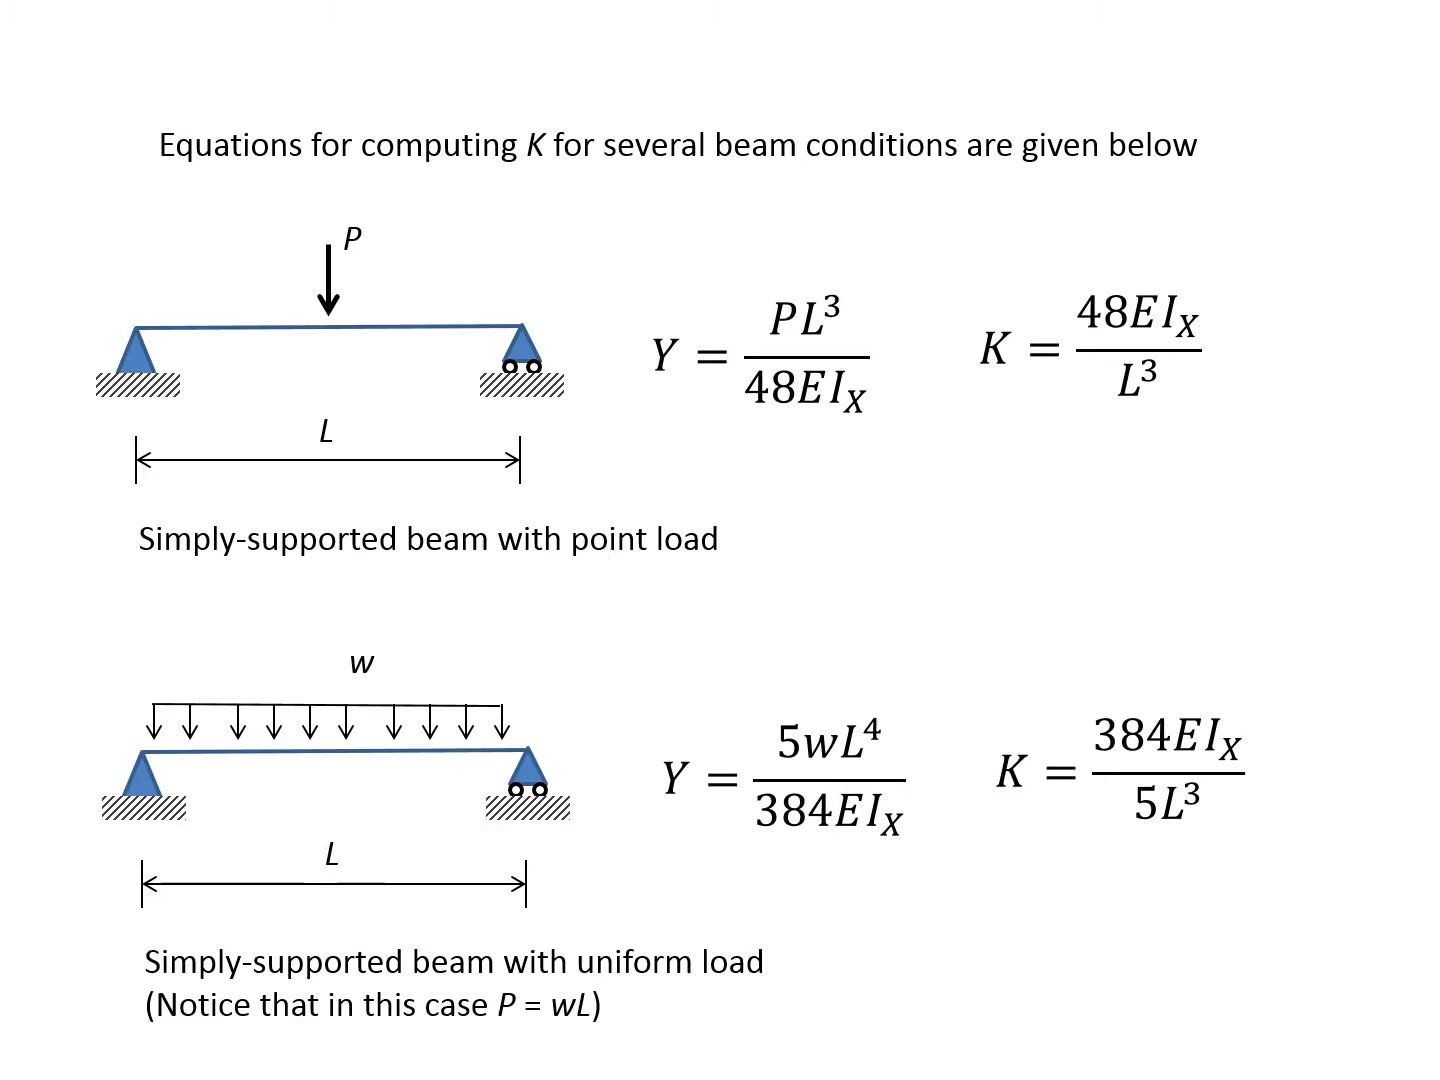 Equations for computing K for several beam conditions are given below
P
Y = PL³ / 48EI_X
K = 48EI_X / L³
L
Simply-supported beam with point load
w
Y = 5wL⁴ / 384EI_X
K = 384EI_X / 5L³
L
Simply-supported beam with uniform load
(Notice that in this case P = wL)